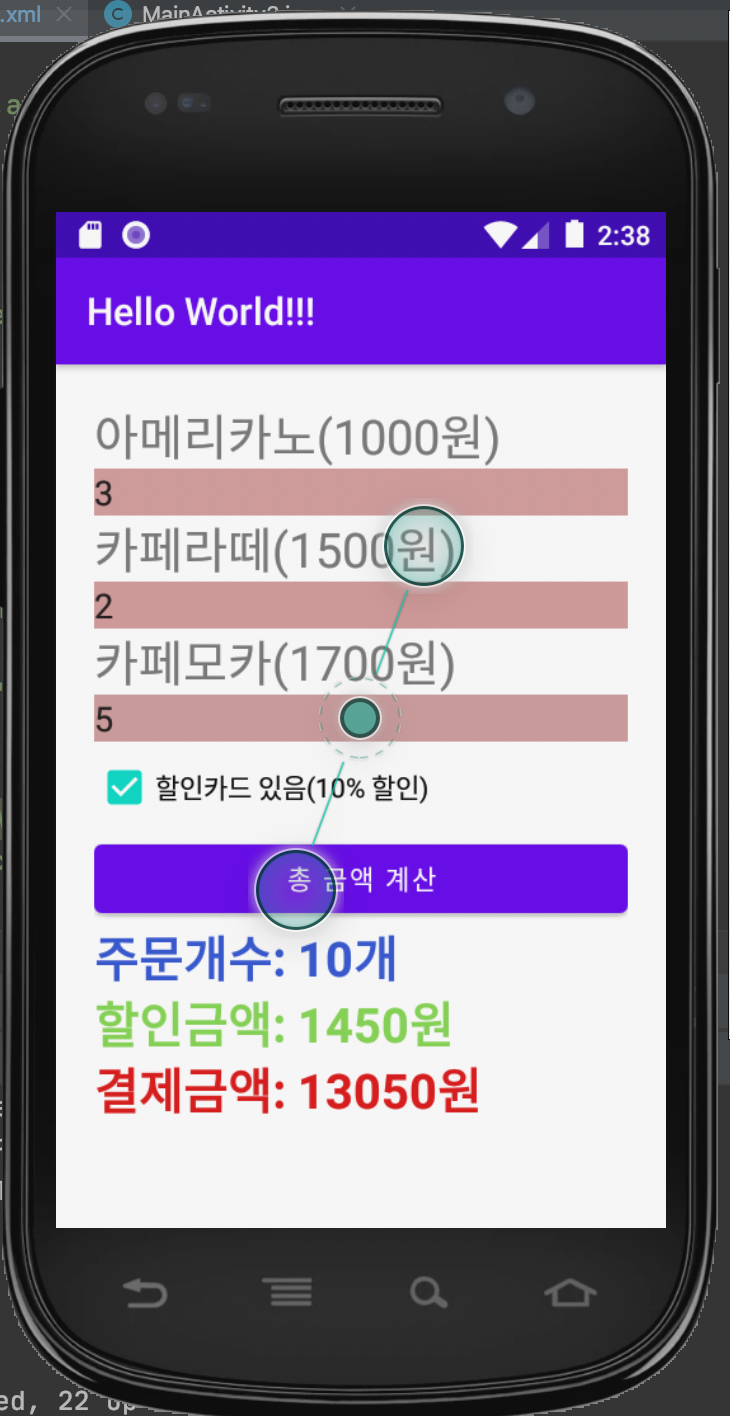 .xml
2:38
Hello World!!!
아메리카노(1000원)
3
카페라떼(1500원)
2
카페모카(1700원)
5
할인카드 있음(10% 할인)
총 금액 계산
주문개수: 10개
할인금액: 1450원
결제금액: 13050원
ed, 22 up